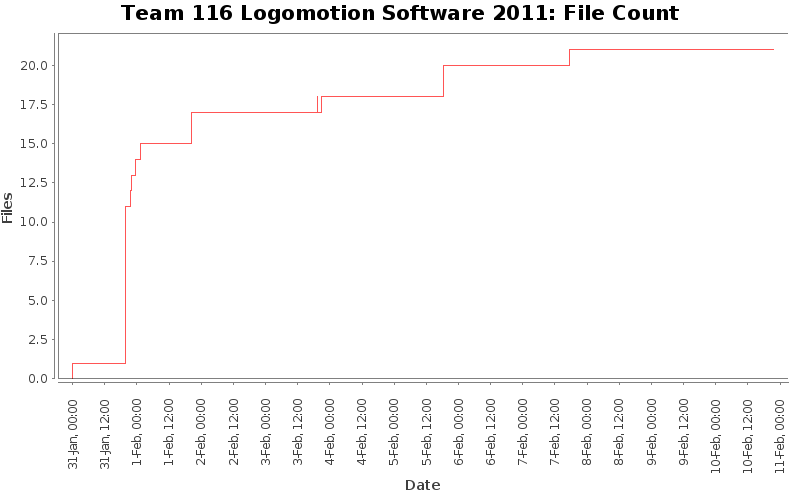 Team 116 Logomotion Software 2011: File Count
Files
20.0
17.5
15.0
12.5
10.0
7.5
5.0
2.5
0.0
31-Jan, 00:00
31-Jan, 12:00
1-Feb, 00:00
1-Feb, 12:00
2-Feb, 00:00
2-Feb, 12:00
3-Feb, 00:00
3-Feb, 12:00
4-Feb, 00:00
4-Feb, 12:00
5-Feb, 00:00
5-Feb, 12:00
6-Feb, 00:00
6-Feb, 12:00
7-Feb, 00:00
7-Feb, 12:00
8-Feb, 00:00
8-Feb, 12:00
9-Feb, 00:00
9-Feb, 12:00
10-Feb, 00:00
10-Feb, 12:00
11-Feb, 00:00
Date